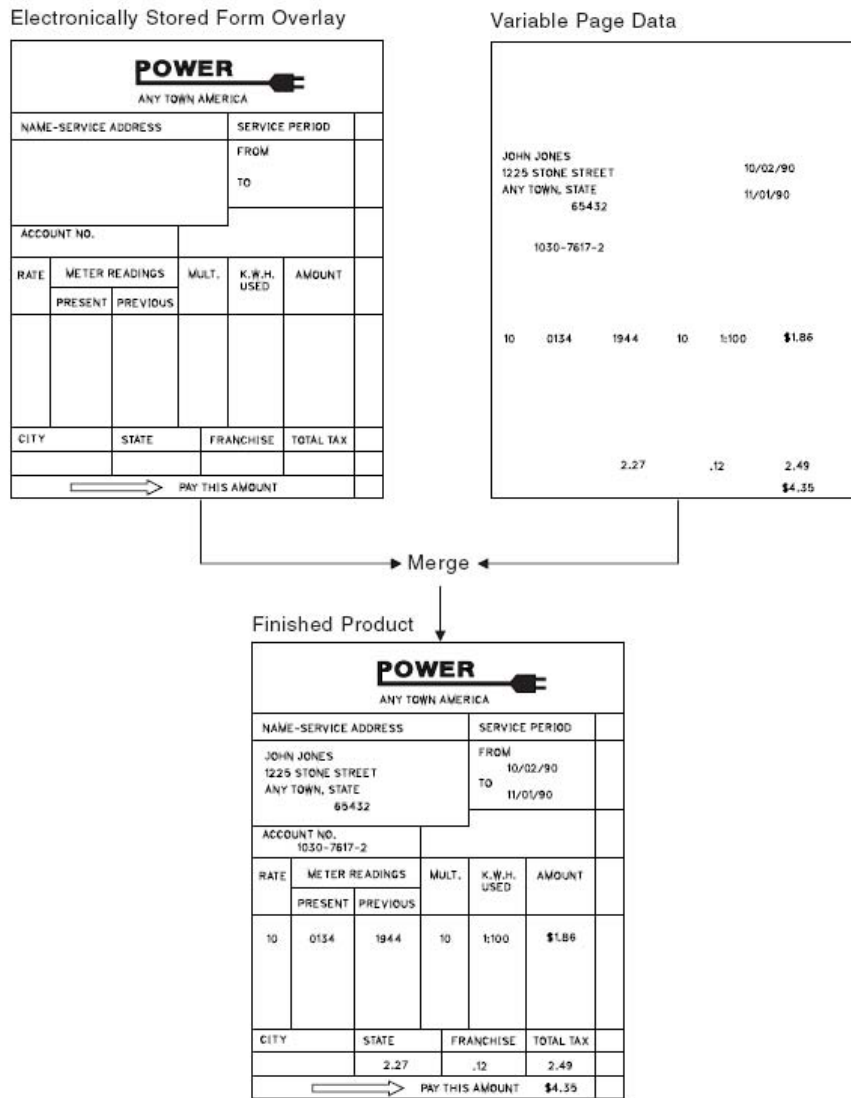 Electronically Stored Form Overlay
POWER
ANY TOWN AMERICA
NAME-SERVICE ADDRESS SERVICE PERIOD
FROM
TO
ACCOUNT NO.
RATE METER READINGS MULT. K.W.H. USED AMOUNT
PRESENT PREVIOUS
CITY STATE FRANCHISE TOTAL TAX
PAY THIS AMOUNT
Variable Page Data
JOHN JONES
1225 STONE STREET 10/02/90
ANY TOWN, STATE 11/01/90
65432
1030-7617-2
10 0134 1944 10 1:100 $1.86
2.27 .12 2.49
$4.35
Merge
Finished Product
POWER
ANY TOWN AMERICA
NAME-SERVICE ADDRESS SERVICE PERIOD
JOHN JONES FROM
1225 STONE STREET 10/02/90
ANY TOWN, STATE TO
65432 11/01/90
ACCOUNT NO.
1030-7617-2
RATE METER READINGS MULT. K.W.H. USED AMOUNT
PRESENT PREVIOUS
10 0134 1944 10 1:100 $1.86
CITY STATE FRANCHISE TOTAL TAX
2.27 .12 2.49
PAY THIS AMOUNT $4.35